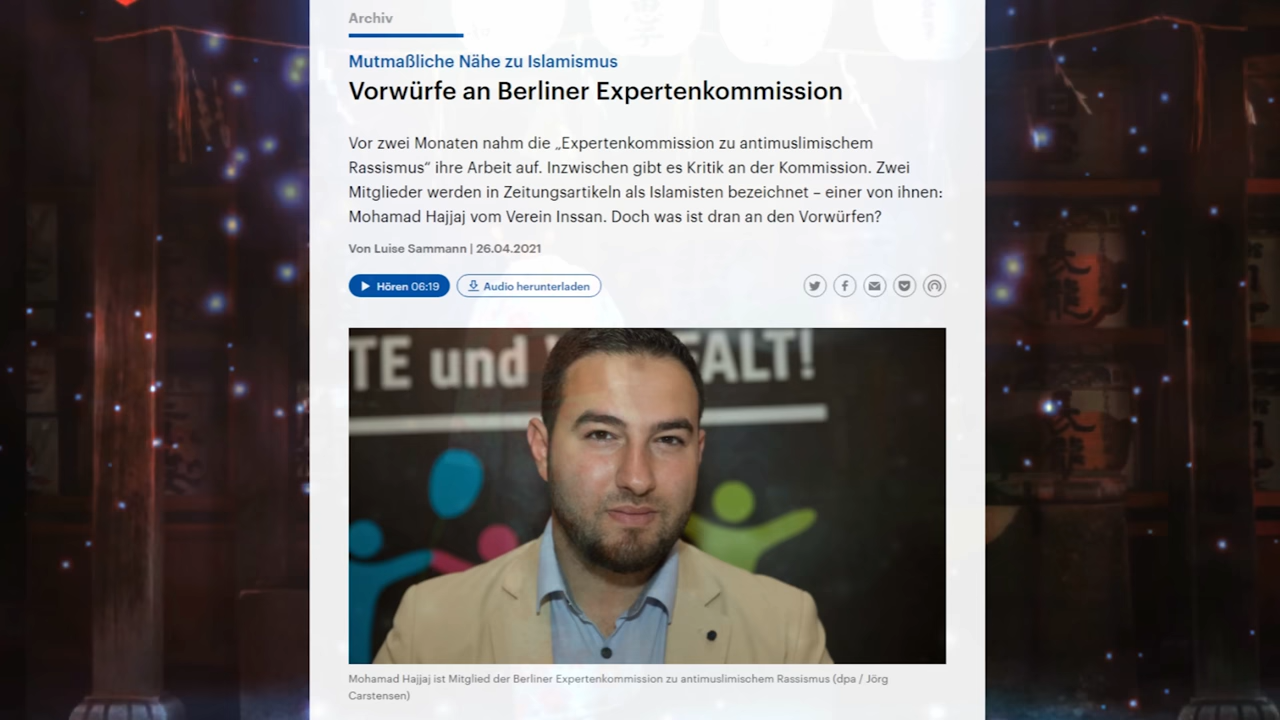 Archiv
Mutmaßliche Nähe zu Islamismus
Vorwürfe an Berliner Expertenkommission
Vor zwei Monaten nahm die „Expertenkommission zu antimuslimischem
Rassismus“ ihre Arbeit auf. Inzwischen gibt es Kritik an der Kommission. Zwei
Mitglieder werden in Zeitungsartikeln als Islamisten bezeichnet – einer von ihnen:
Mohamad Hajjaj vom Verein Inssan. Doch was ist dran an den Vorwürfen?
Von Luise Sammann | 26.04.2021
Hören 06:19
Audio herunterladen
TE und V FALT!
Mohamad Hajjaj ist Mitglied der Berliner Expertenkommission zu antimuslimischem Rassismus (dpa / Jörg
Carstensen)